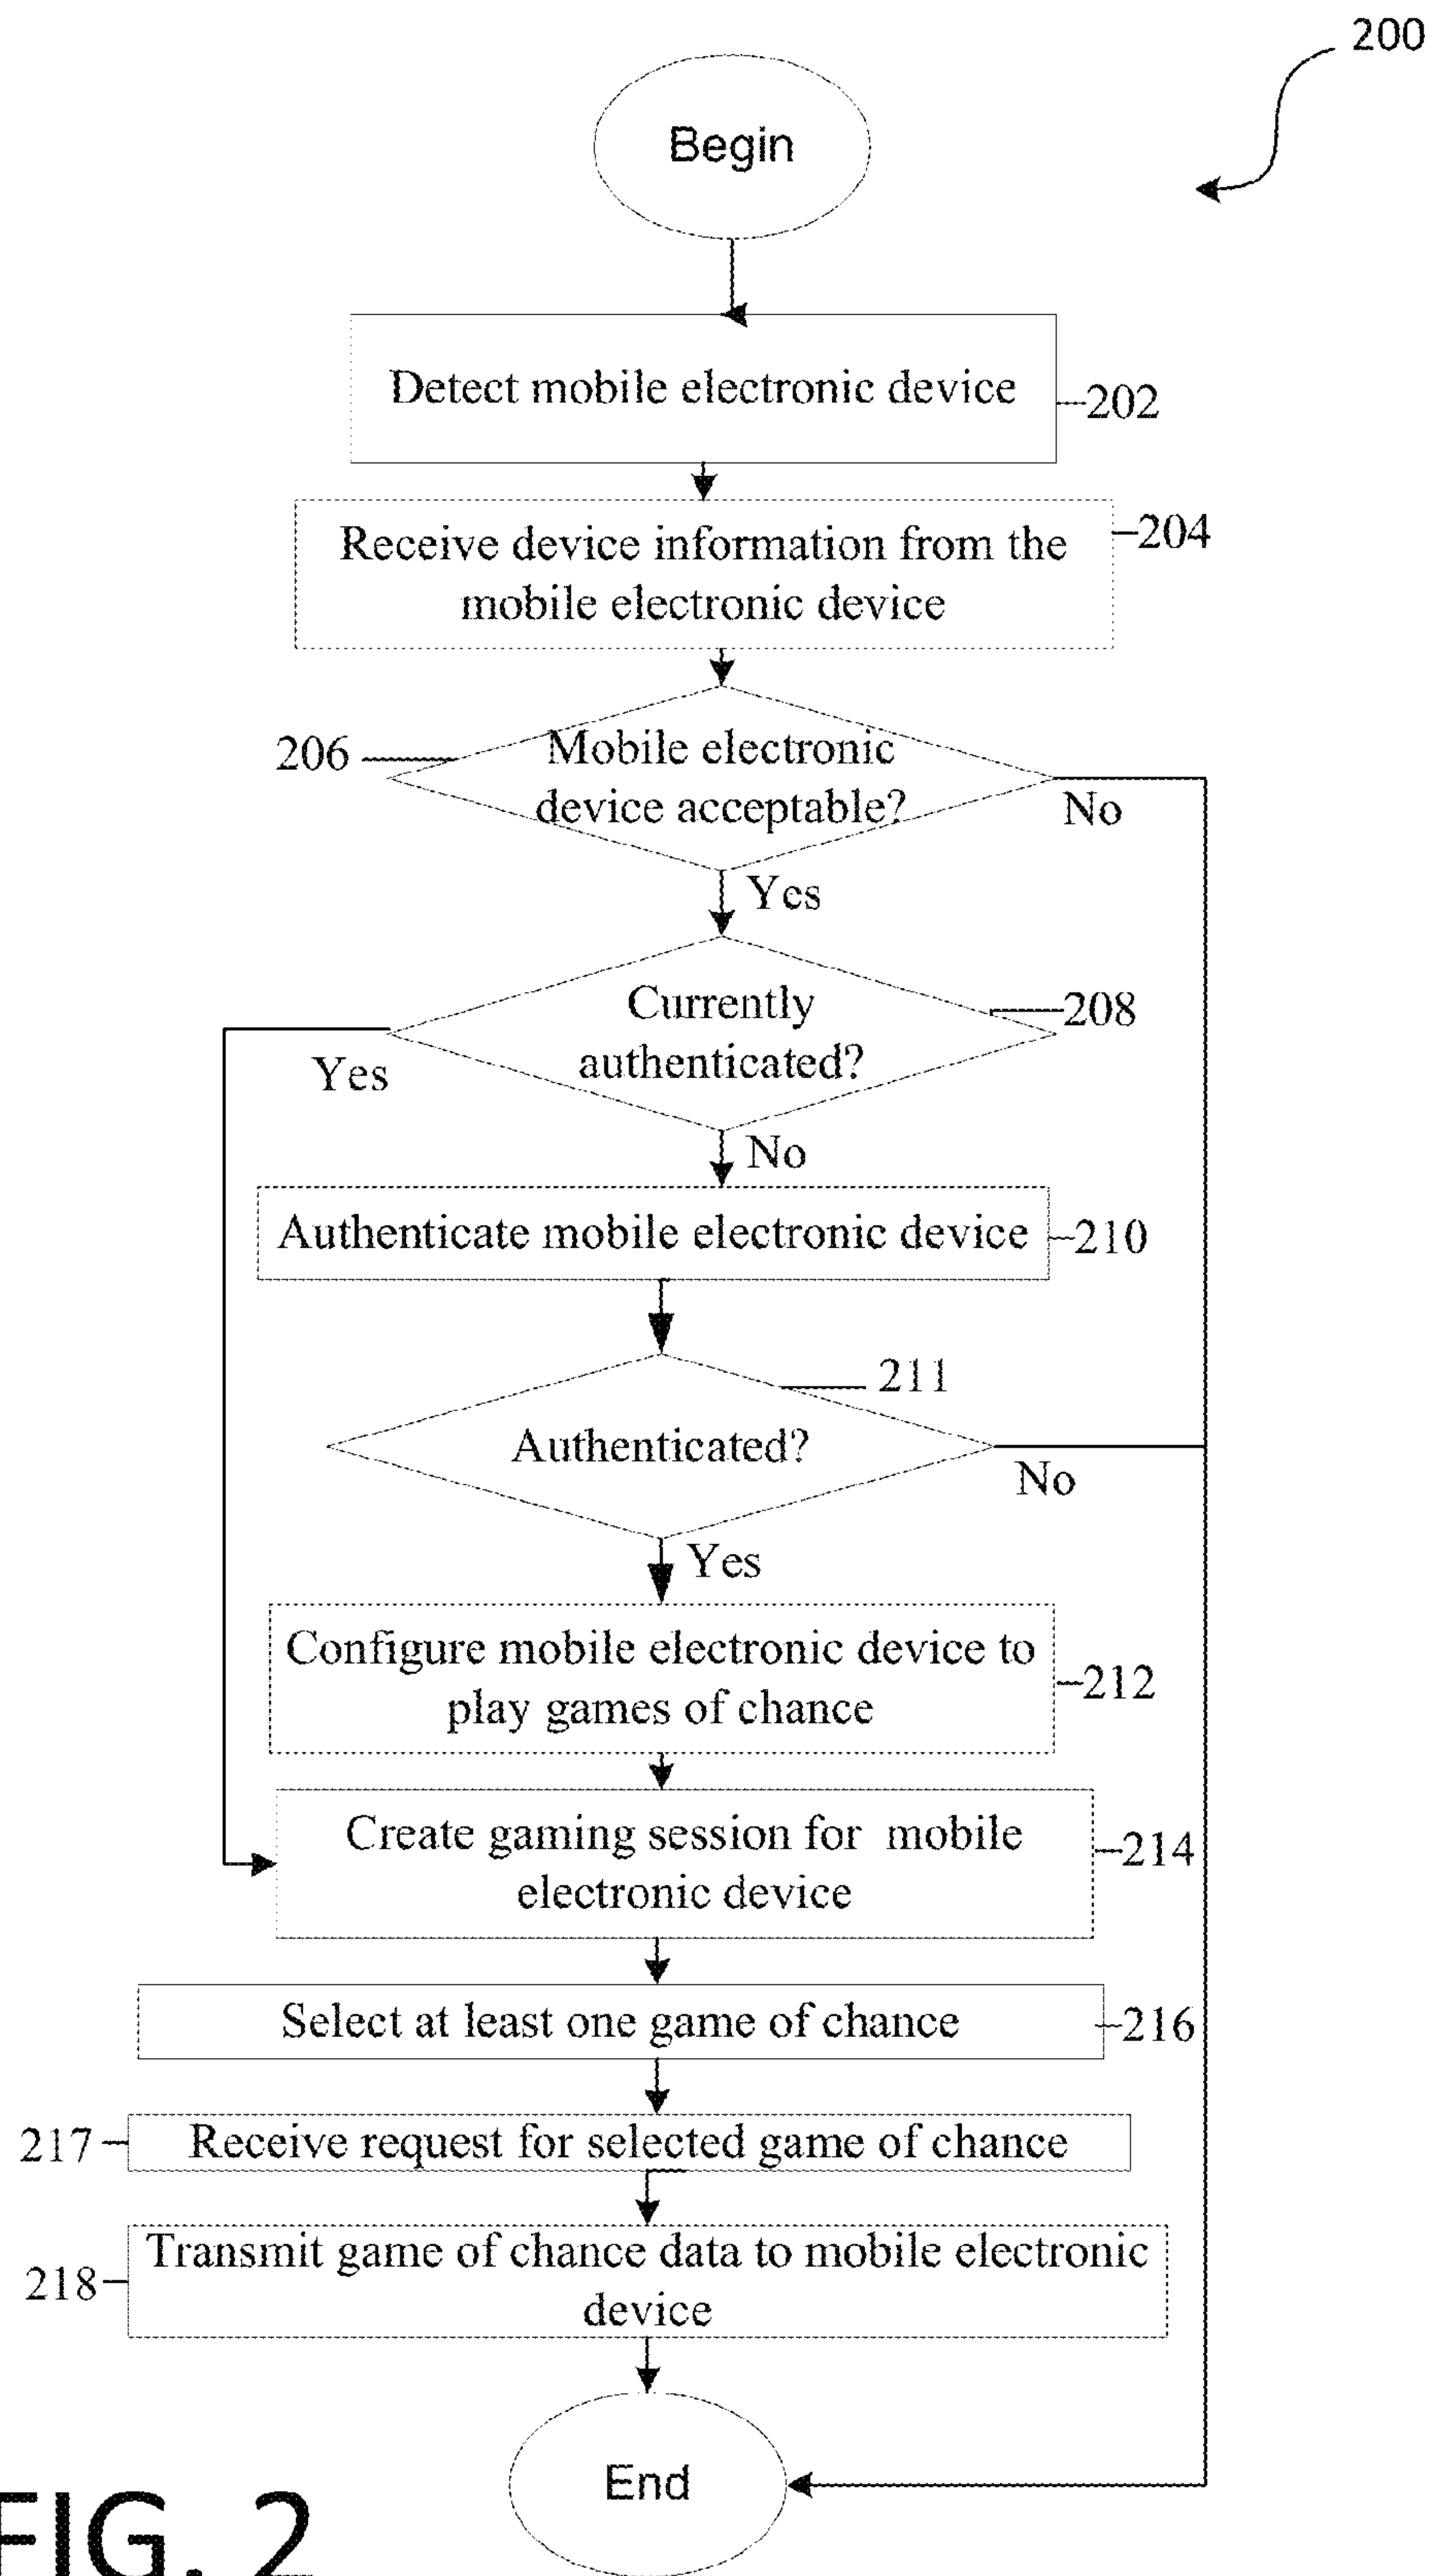 200
Begin
Detect mobile electronic device
202
Receive device information from the
mobile electronic device
204
206
Mobile electronic
device acceptable?
No
Yes
Currently
authenticated?
208
Yes
No
Authenticate mobile electronic device
210
211
Authenticated?
No
Yes
Configure mobile electronic device to
play games of chance
212
Create gaming session for mobile
electronic device
214
Select at least one game of chance
216
217
Receive request for selected game of chance
Transmit game of chance data to mobile electronic
device
218
End
FIG. 2